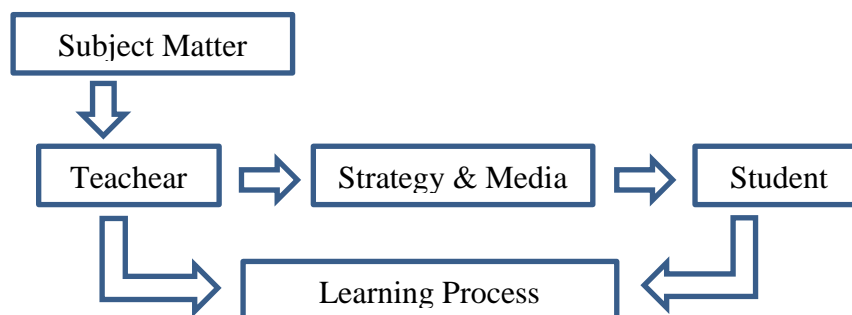 Subject Matter
Teachear
Strategy & Media
Student
Learning Process